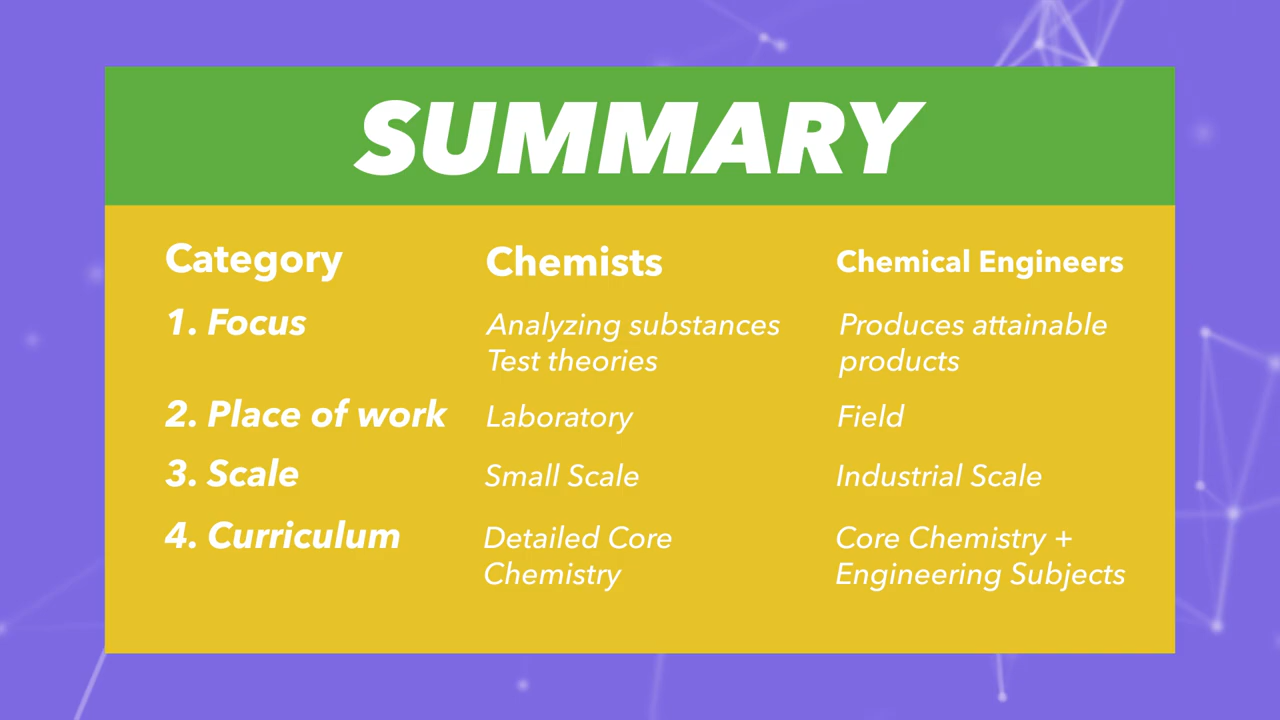 SUMMARY
Category Chemists Chemical Engineers
1. Focus Analyzing substances Produces attainable
Test theories products
2. Place of work Laboratory Field
3. Scale Small Scale Industrial Scale
4. Curriculum Detailed Core Core Chemistry +
Chemistry Engineering Subjects